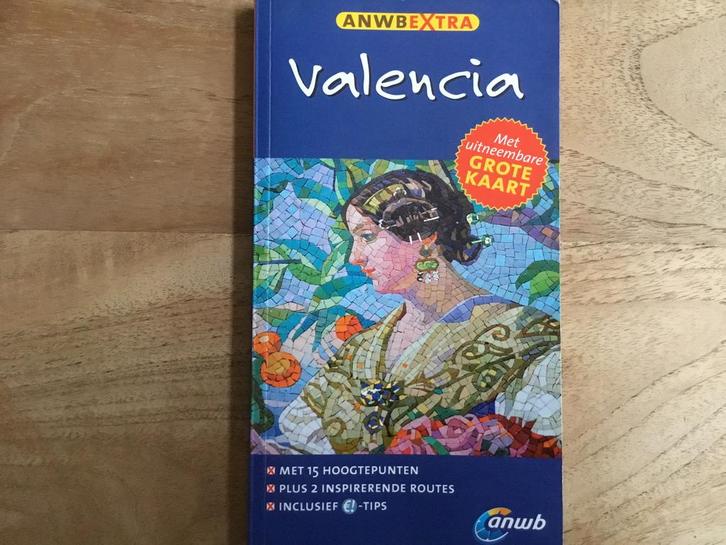 ANWBEXTRA
Valencia
Met
uitneembare
GROTE
KAART
MET 15 HOOGTEPUNTEN
PLUS 2 INSPIRERENDE ROUTES
INCLUSIEF e!-TIPS
anwb